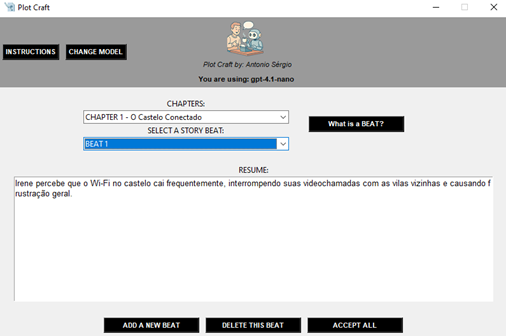 Plot Craft
INSTRUCTIONS
CHANGE MODEL
Plot Craft by: Antonio Sérgio
You are using: gpt-4.1-nano
CHAPTERS:
CHAPTER 1 - O Castelo Conectado
What is a BEAT?
SELECT A STORY BEAT:
BEAT 1
RESUME:
Irene percebe que o Wi-Fi no castelo cai frequentemente, interrompendo suas videochamadas com as vilas vizinhas e causando f
rustração geral.
ADD A NEW BEAT
DELETE THIS BEAT
ACCEPT ALL